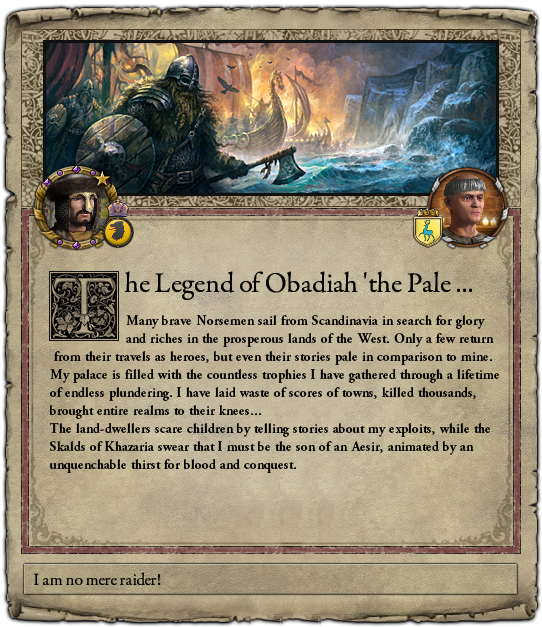 The Legend of Obadiah 'the Pale ...
Many brave Norsemen sail from Scandinavia in search for glory
and riches in the prosperous lands of the West. Only a few return
from their travels as heroes, but even their stories pale in comparison to mine.
My palace is filled with the countless trophies I have gathered through a lifetime
of endless plundering. I have laid waste of scores of towns, killed thousands,
brought entire realms to their knees...
The land-dwellers scare children by telling stories about my exploits, while the
Skalds of Khazaria swear that I must be the son of an Aesir, animated by an
unquenchable thirst for blood and conquest.
I am no mere raider!